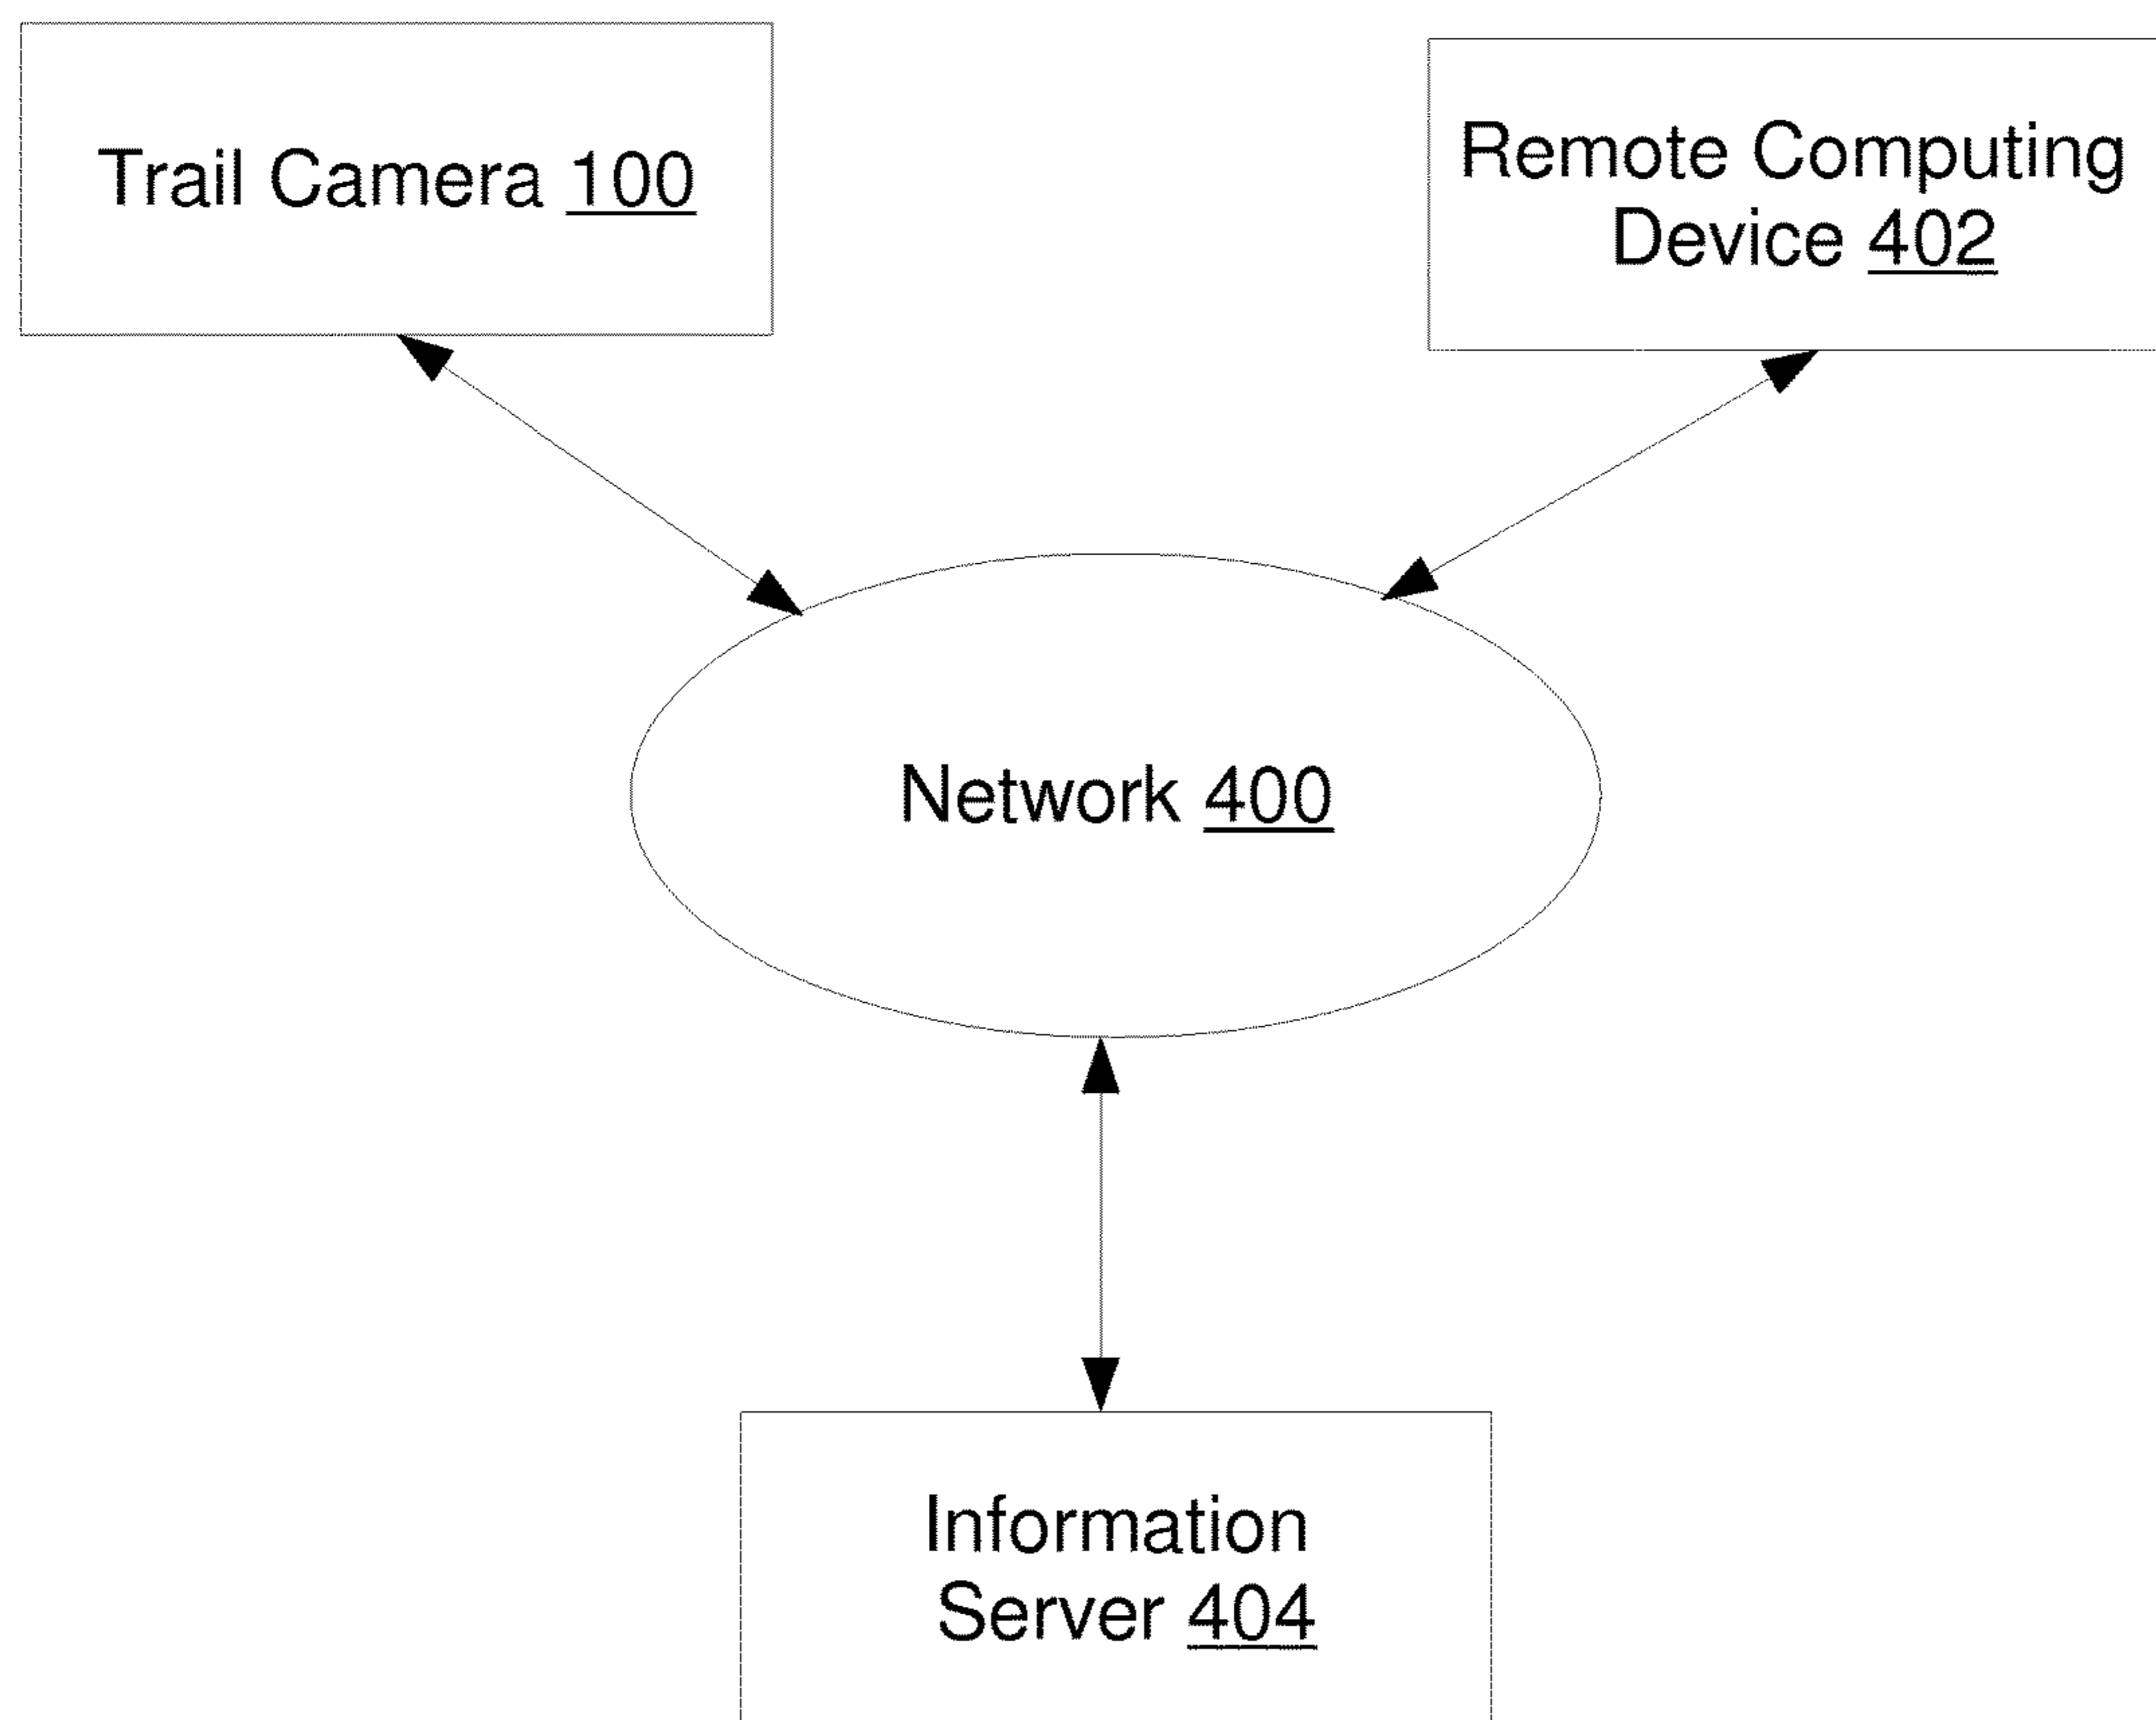 Trail Camera 100
Remote Computing
Device 402
Network 400
Information
Server 404